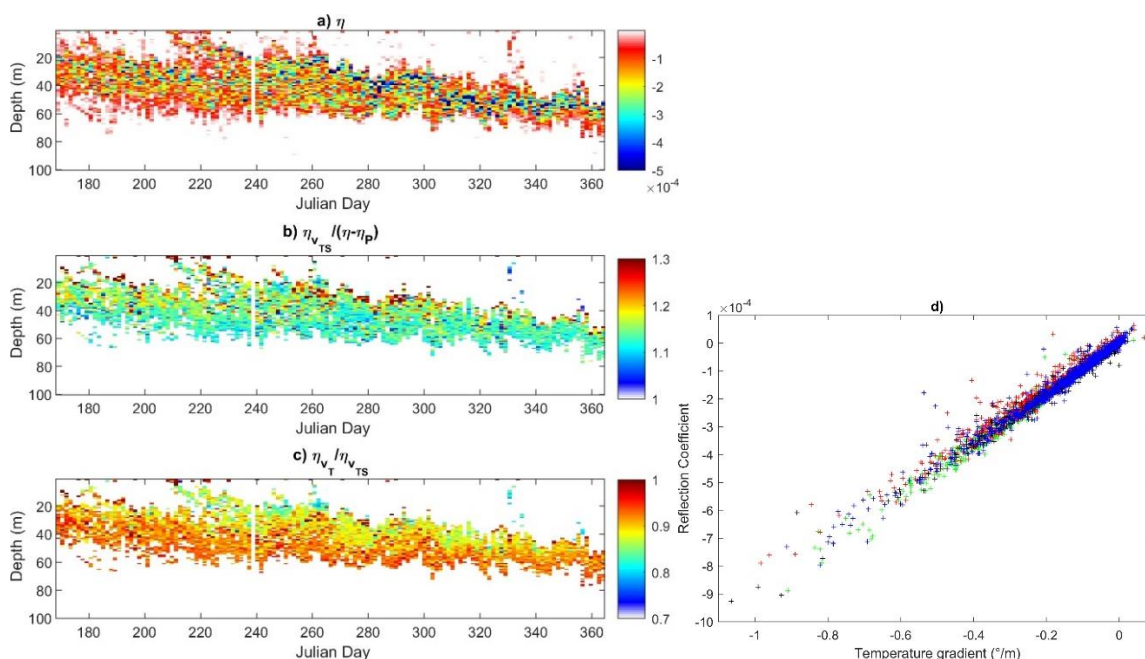 a) η
20
40
60
80
100
Depth (m)
180 200 220 240 260 280 300 320 340 360
Julian Day
-1
-2
-3
-4
-5
×10⁻⁴
b) η_{v_{TS}}/(η-η_P)
20
40
60
80
100
Depth (m)
180 200 220 240 260 280 300 320 340 360
Julian Day
1.3
1.2
1.1
1
c) η_{v_T}/η_{v_{TS}}
20
40
60
80
100
Depth (m)
180 200 220 240 260 280 300 320 340 360
Julian Day
1
0.9
0.8
0.7
d)
×10⁻⁴
1
0
-1
-2
-3
-4
-5
-6
-7
-8
-9
-10
Reflection Coefficient
-1 -0.8 -0.6 -0.4 -0.2 0
Temperature gradient (°/m)